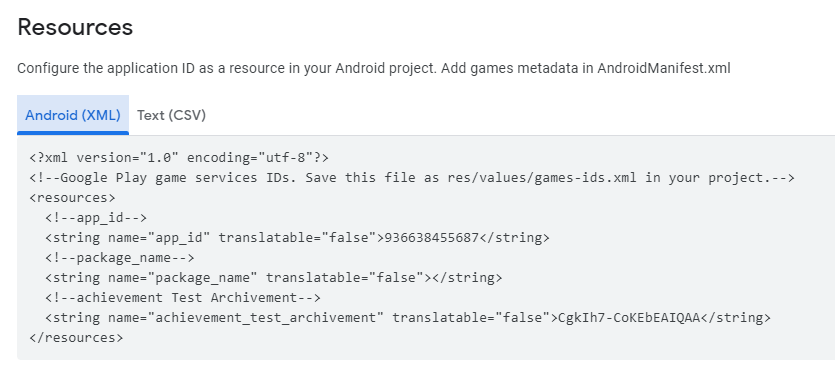 Resources
Configure the application ID as a resource in your Android project. Add games metadata in AndroidManifest.xml
Android (XML) Text (CSV)
<?xml version="1.0" encoding="utf-8"?>
<!--Google Play game services IDs. Save this file as res/values/games-ids.xml in your project.-->
<resources>
<!--app_id-->
<string name="app_id" translatable="false">936638455687</string>
<!--package_name-->
<string name="package_name" translatable="false"></string>
<!--achievement Test Archivement-->
<string name="achievement_test_archivement" translatable="false">CgkIh7-CoKEbEAIQAA</string>
</resources>